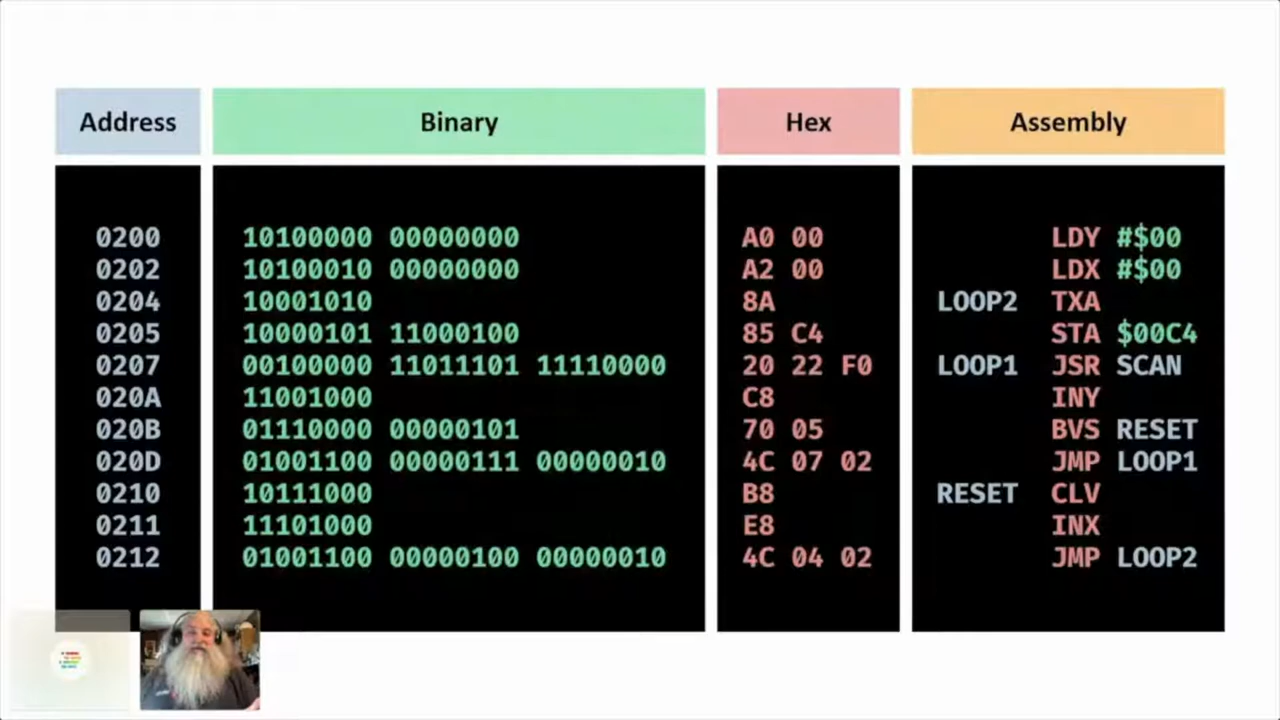 Address Binary Hex Assembly
0200 10100000 00000000 A0 00 LDY #$00
0202 10100010 00000000 A2 00 LDX #$00
0204 10001010 8A LOOP2 TXA
0205 10000101 11000100 85 C4 STA $00C4
0207 00100000 11011101 11110000 20 22 F0 LOOP1 JSR SCAN
020A 11001000 C8 INY
020B 01110000 00000101 70 05 BVS RESET
020D 01001100 00000111 00000010 4C 07 02 JMP LOOP1
0210 10111000 B8 RESET CLV
0211 11101000 E8 INX
0212 01001100 00000100 00000010 4C 04 02 JMP LOOP2